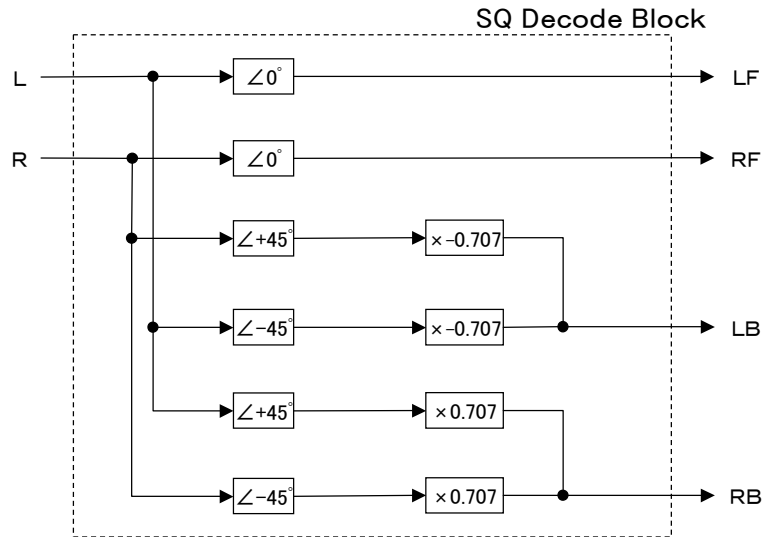 SQ Decode Block
L ∠0° LF
R ∠0° RF
∠+45° ×-0.707
∠-45° ×-0.707 LB
∠+45° ×0.707
∠-45° ×0.707 RB